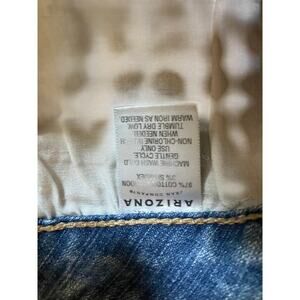 ARIZONA
JEAN COMPANY
97% COTTON
3% SPANDEX
MACHINE WASH COLD
GENTLE CYCLE
USE ONLY
NON-CHLORINE
WHEN NEEDED.
TUMBLE DRY LOW.
WARM IRON AS NEEDED.